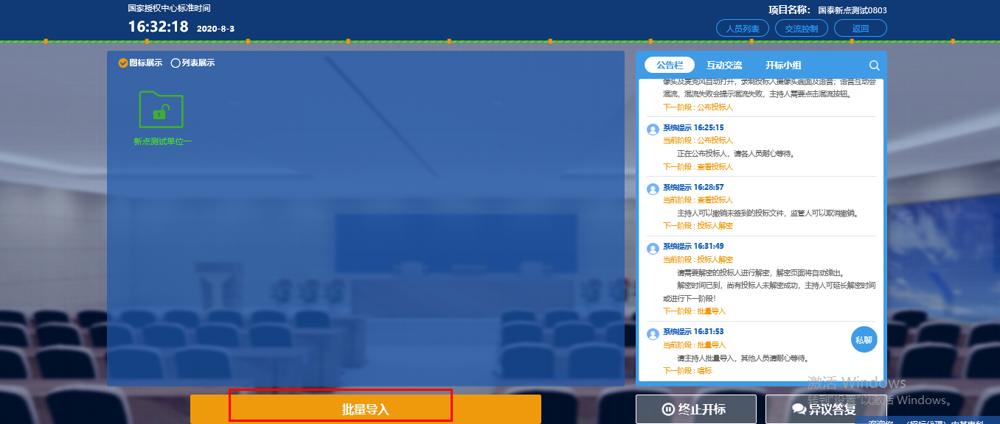 国家授权中心标准时间
16:32:18 2020-8-3
项目名称： 国泰新点测试0803
人员列表 交流控制 返回
图标展示 列表展示
新点测试单位一
公告栏 互动交流 开标小组
像头及麦克风自动打开，录制投标人摄像头画面及语音；语音互动会
混流，混流失败会提示混流失败，主持人需要点击混流按钮。
下一阶段 : 公布投标人
系统提示 16:25:15
当前阶段 : 公布投标人
正在公布投标人，请各人员耐心等待。
下一阶段 : 查看投标人
系统提示 16:28:57
当前阶段 : 查看投标人
主持人可以撤销未签到的投标文件，监管人可以取消撤销。
下一阶段 : 投标人解密
系统提示 16:31:49
当前阶段 : 投标人解密
请需要解密的投标人进行解密，解密页面将自动弹出。
解密时间已到，尚有投标人未解密成功，主持人可延长解密时间
或进行下一阶段！
下一阶段 : 批量导入
系统提示 16:31:53
当前阶段 : 批量导入
请主持人批量导入，其他人员请耐心等待。
下一阶段 : 唱标
私聊
批量导入
终止开标 异议答复
激活 Windows
转到"设置"以激活 Windows。